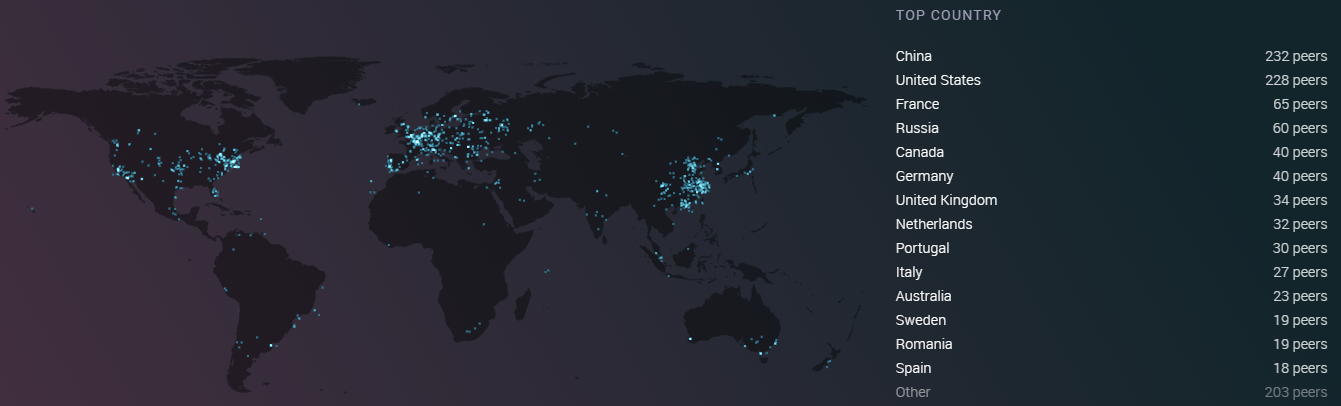 TOP COUNTRY
China 232 peers
United States 228 peers
France 65 peers
Russia 60 peers
Canada 40 peers
Germany 40 peers
United Kingdom 34 peers
Netherlands 32 peers
Portugal 30 peers
Italy 27 peers
Australia 23 peers
Sweden 19 peers
Romania 19 peers
Spain 18 peers
Other 203 peers